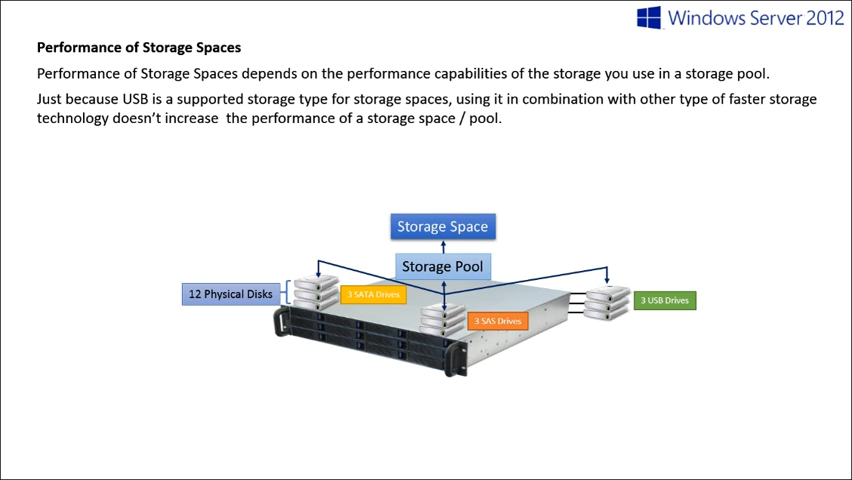 Windows Server 2012
Performance of Storage Spaces
Performance of Storage Spaces depends on the performance capabilities of the storage you use in a storage pool.
Just because USB is a supported storage type for storage spaces, using it in combination with other type of faster storage
technology doesn't increase the performance of a storage space / pool.
Storage Space
Storage Pool
12 Physical Disks
3 SATA Drives
3 USB Drives
3 SAS Drives